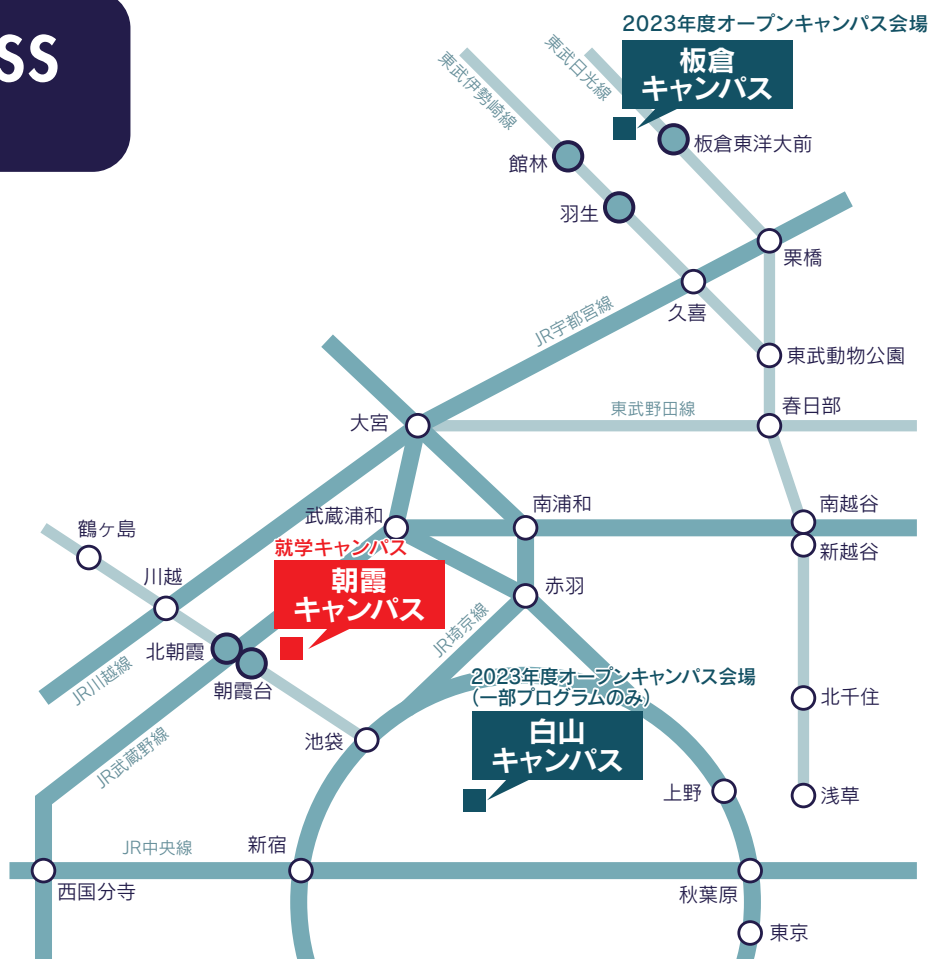 SS
2023年度オープンキャンパス会場
板倉
キャンパス
東武伊勢崎線
東武日光線
板倉東洋大前
館林
羽生
栗橋
久喜
JR宇都宮線
東武動物公園
大宮
東武野田線
春日部
武蔵浦和
南浦和
南越谷
新越谷
鶴ヶ島
就学キャンパス
朝霞
キャンパス
川越
赤羽
JR埼京線
北朝霞
朝霞台
JR川越線
2023年度オープンキャンパス会場
(一部プログラムのみ)
白山
キャンパス
北千住
池袋
JR武蔵野線
上野
浅草
JR中央線
新宿
西国分寺
秋葉原
東京